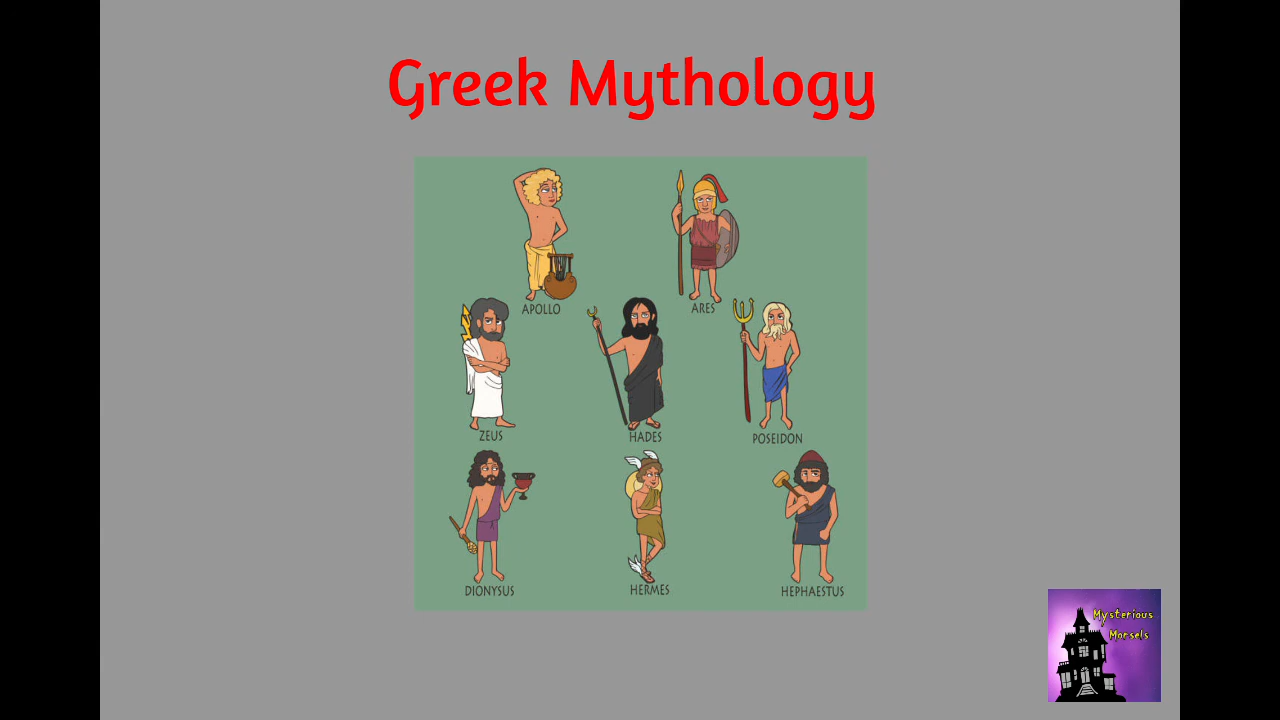 Greek Mythology
APOLLO
ARES
ZEUS
HADES
POSEIDON
DIONYSUS
HERMES
HEPHAESTUS
Mysterious
Morsels